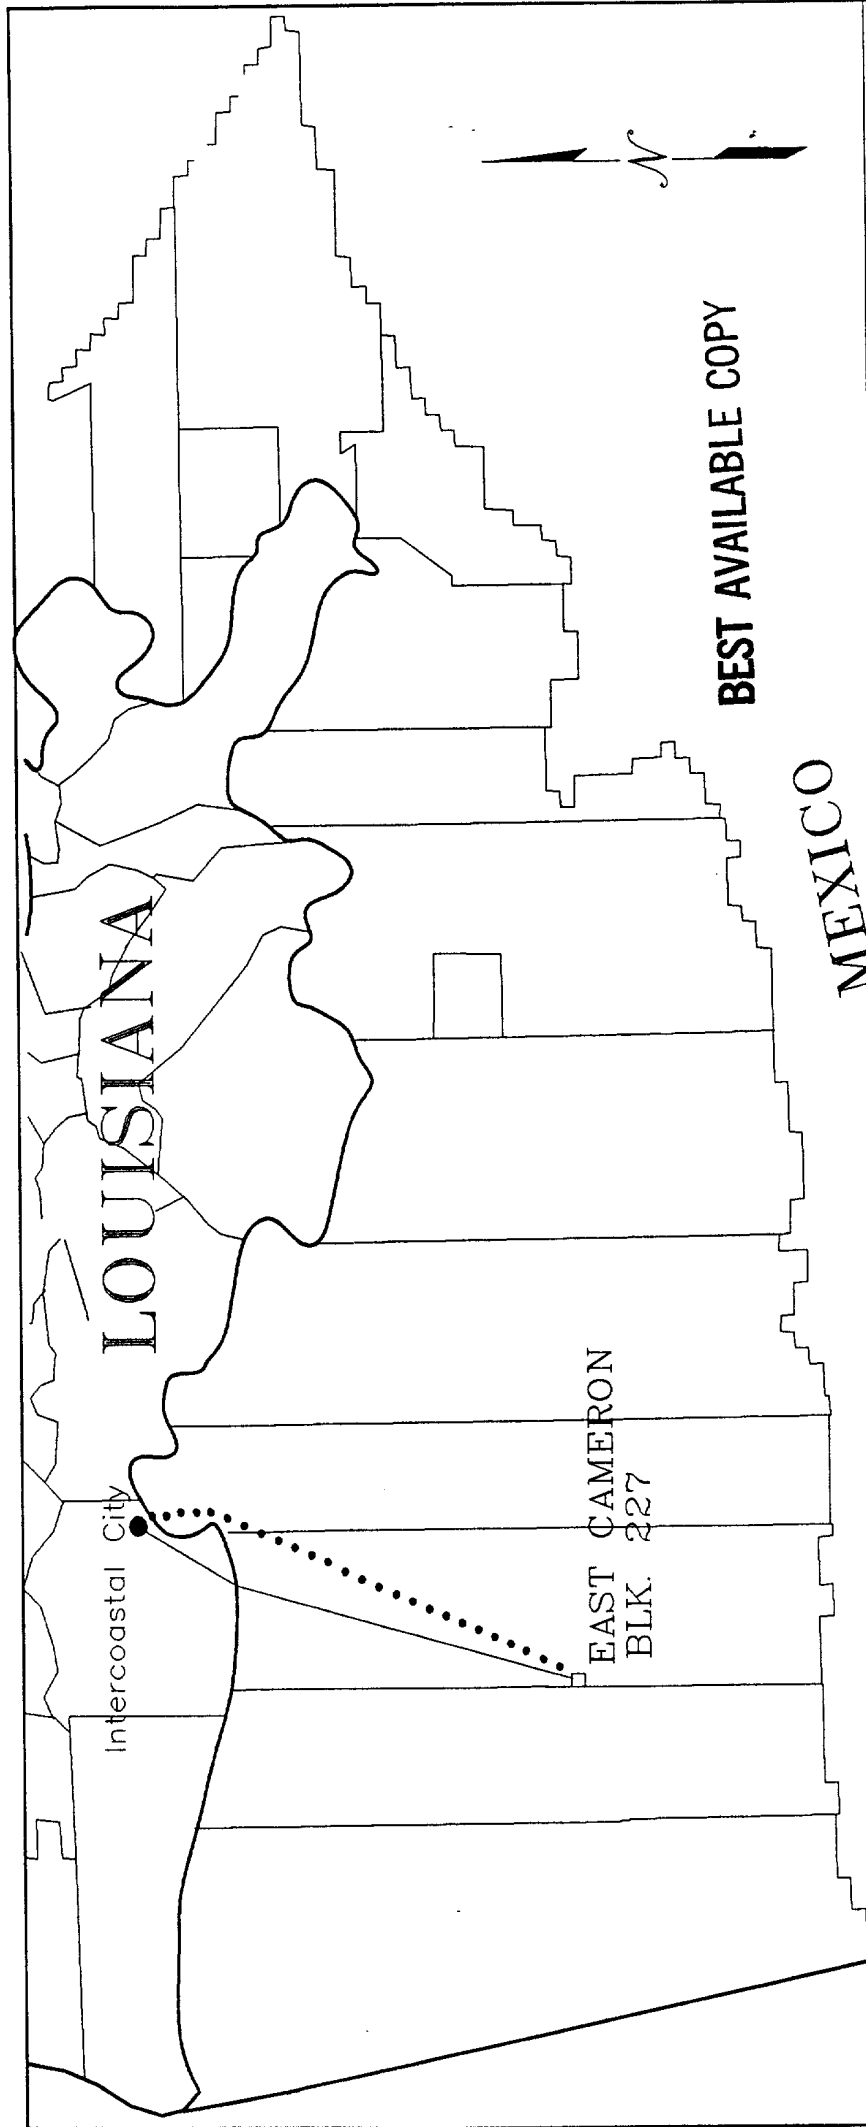 LOUISIANA
Intercoastal City
EAST CAMERON
BLK. 227
MEXICO
BEST AVAILABLE COPY
N